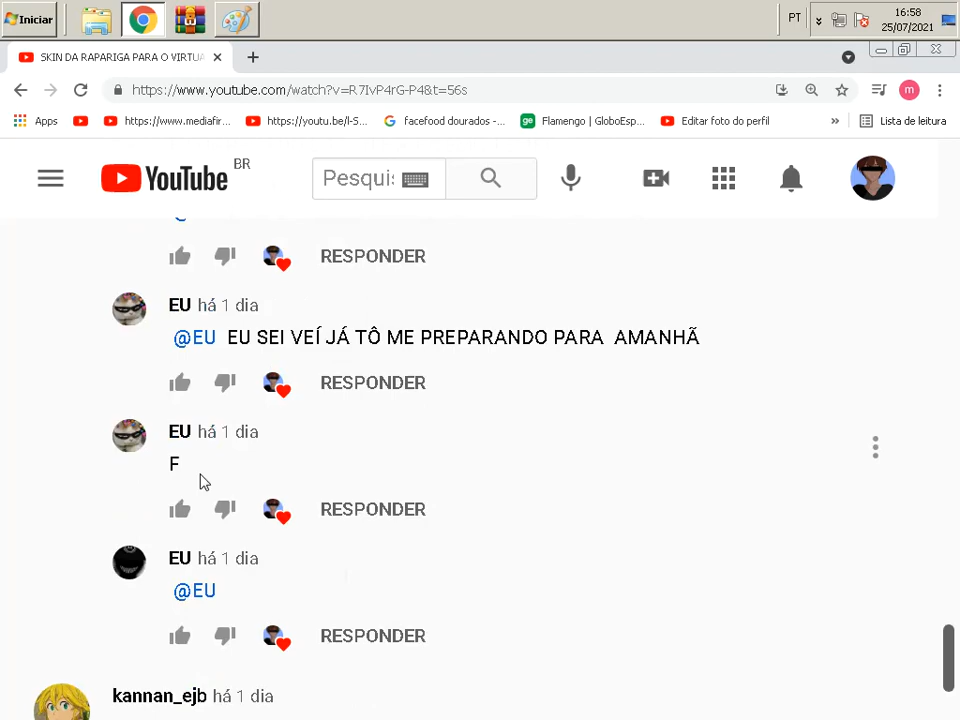 Iniciar
PT
16:58
25/07/2021
SKIN DA RAPARIGA PARA O VIRTUA
https://www.youtube.com/watch?v=R7IvP4rG-P4&t=56s
m
Apps
https://www.mediafir...
https://youtu.be/l-S...
facefood dourados -...
ge
Flamengo | GloboEsp...
Editar foto do perfil
»
Lista de leitura
YouTube
BR
Pesquis
RESPONDER
EU há 1 dia
@EU EU SEI VEÍ JÁ TÔ ME PREPARANDO PARA AMANHÃ
RESPONDER
EU há 1 dia
F
RESPONDER
EU há 1 dia
@EU
RESPONDER
kannan_ejb há 1 dia